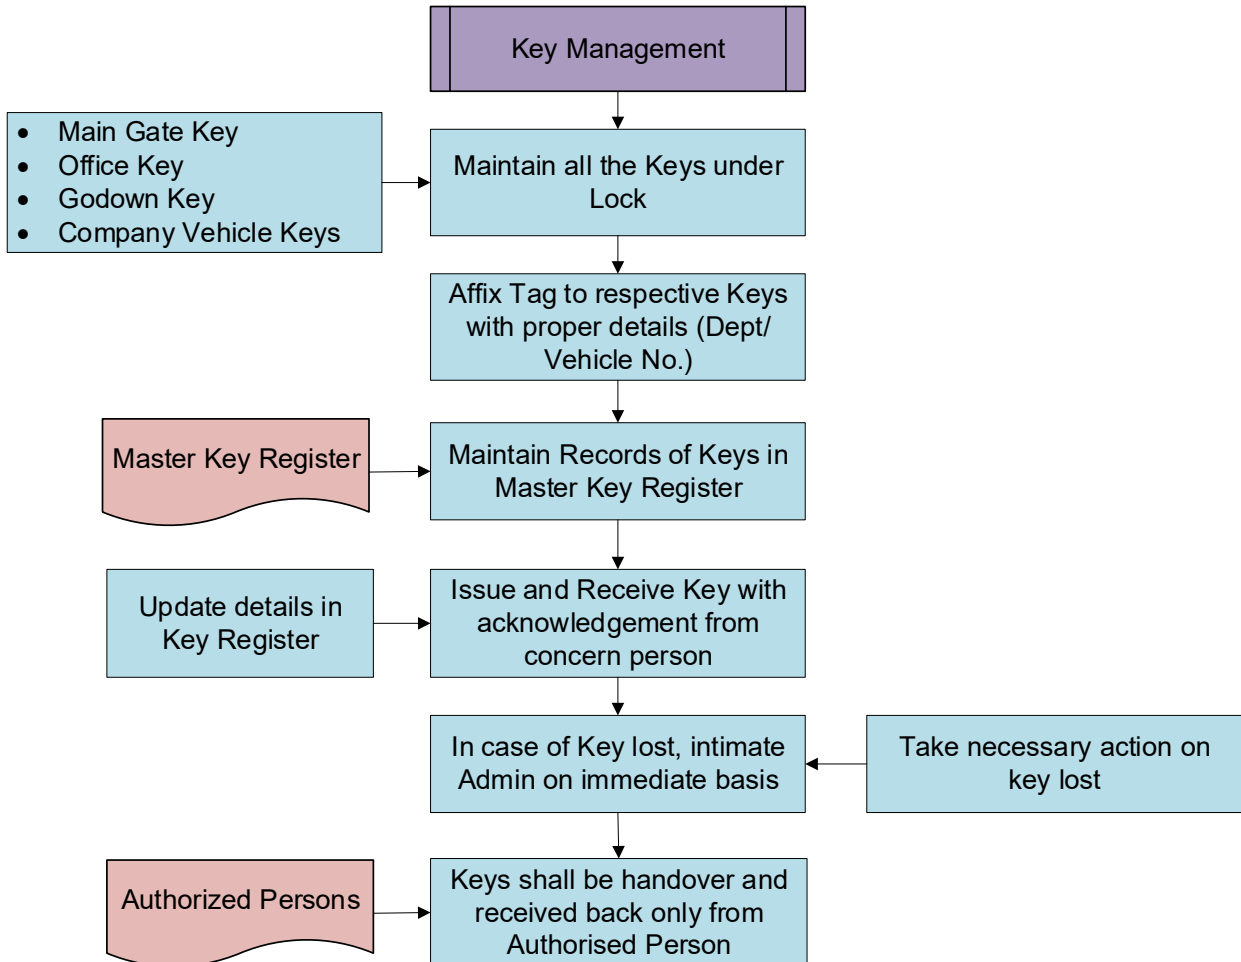 Key Management
• Main Gate Key
• Office Key
• Godown Key
• Company Vehicle Keys
Maintain all the Keys under
Lock
Affix Tag to respective Keys
with proper details (Dept/
Vehicle No.)
Master Key Register
Maintain Records of Keys in
Master Key Register
Update details in
Key Register
Issue and Receive Key with
acknowledgement from
concern person
In case of Key lost, intimate
Admin on immediate basis
Take necessary action on
key lost
Authorized Persons
Keys shall be handover and
received back only from
Authorised Person